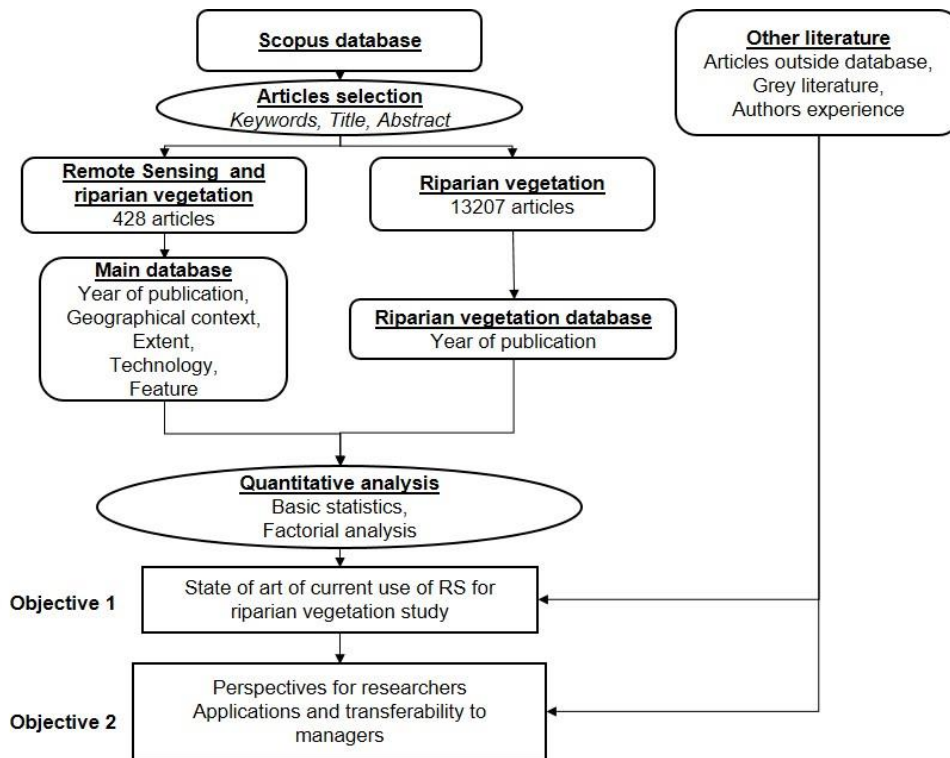 Scopus database
Other literature
Articles outside database,
Grey literature,
Authors experience
Articles selection
Keywords, Title, Abstract
Remote Sensing and
riparian vegetation
428 articles
Riparian vegetation
13207 articles
Main database
Year of publication,
Geographical context,
Extent,
Technology,
Feature
Riparian vegetation database
Year of publication
Quantitative analysis
Basic statistics,
Factorial analysis
Objective 1
State of art of current use of RS for
riparian vegetation study
Objective 2
Perspectives for researchers
Applications and transferability to
managers